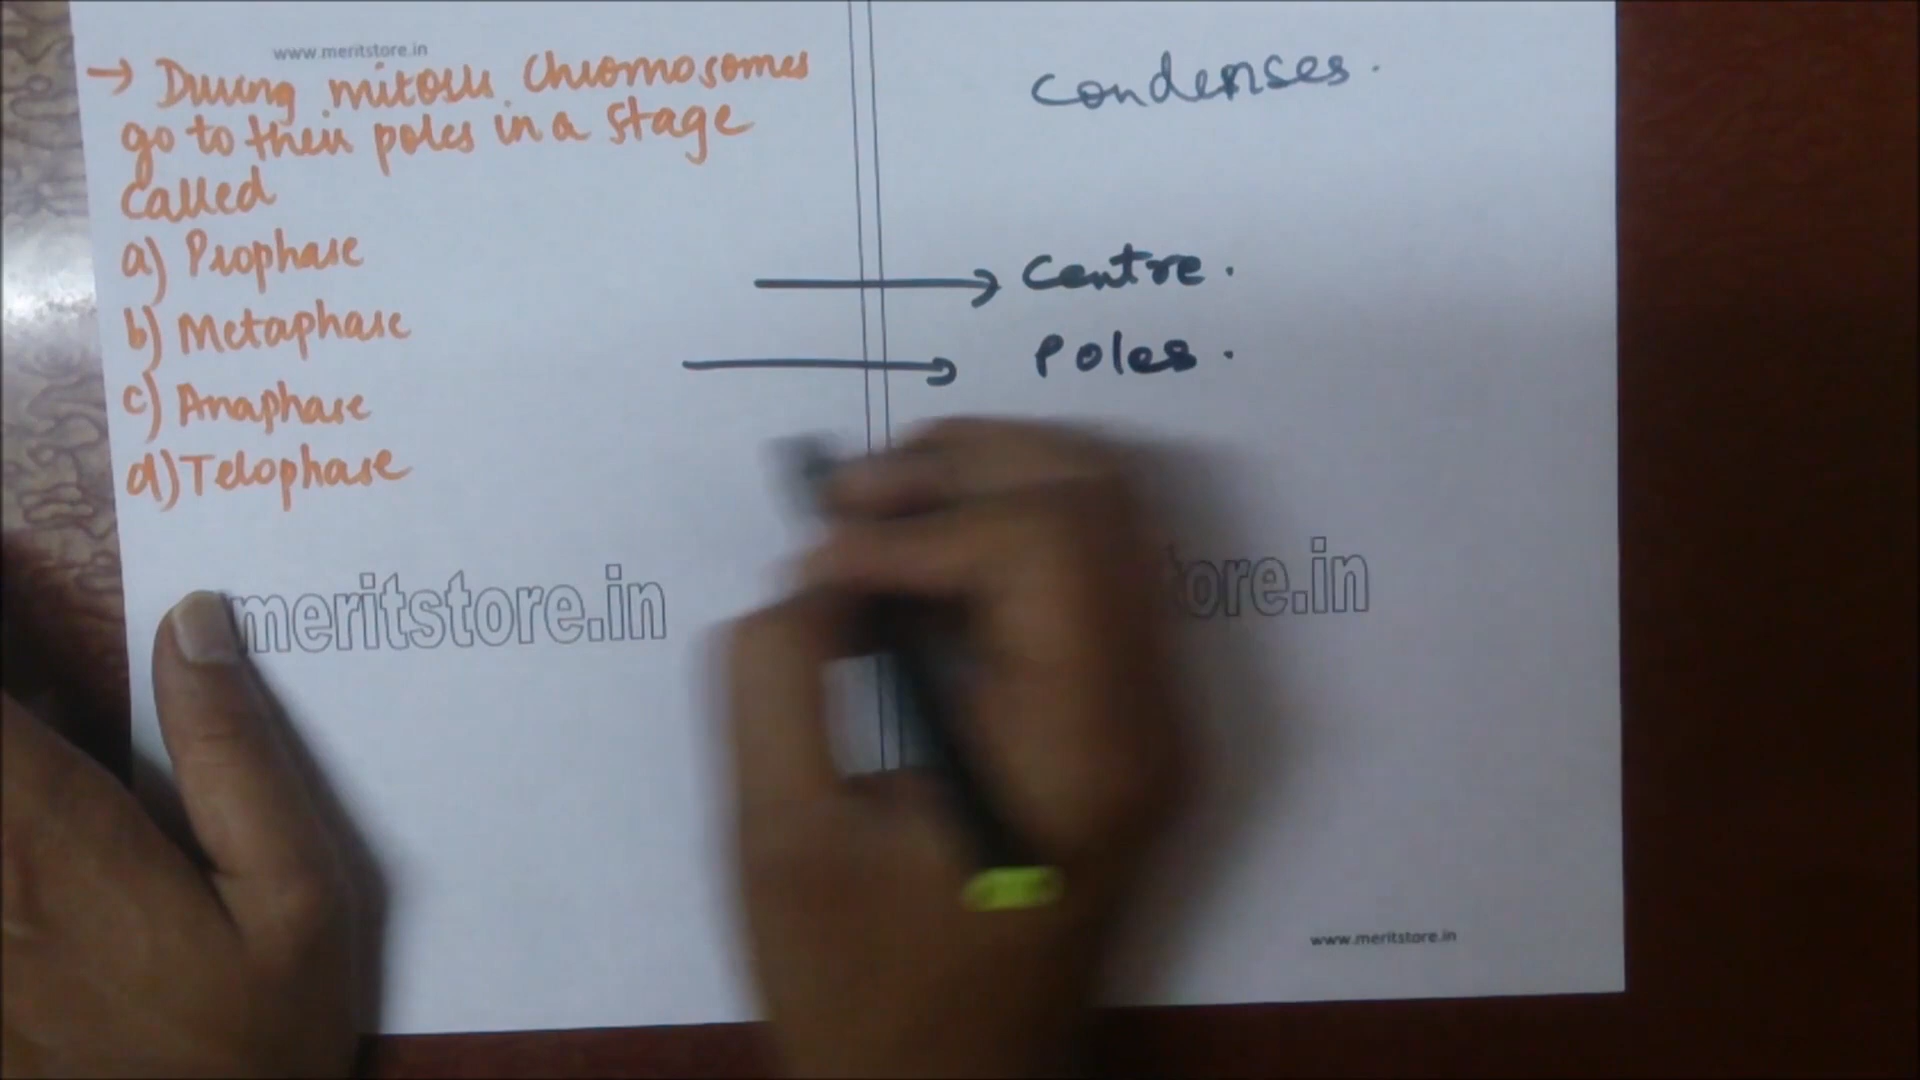 www.meritstore.in
→ During mitosis chromosomes
go to their poles in a stage
called
a) Prophase
b) Metaphase
c) Anaphase
d) Telophase
meritstore.in
condenses.
→ Centre.
→ Poles.
tore.in
www.meritstore.in